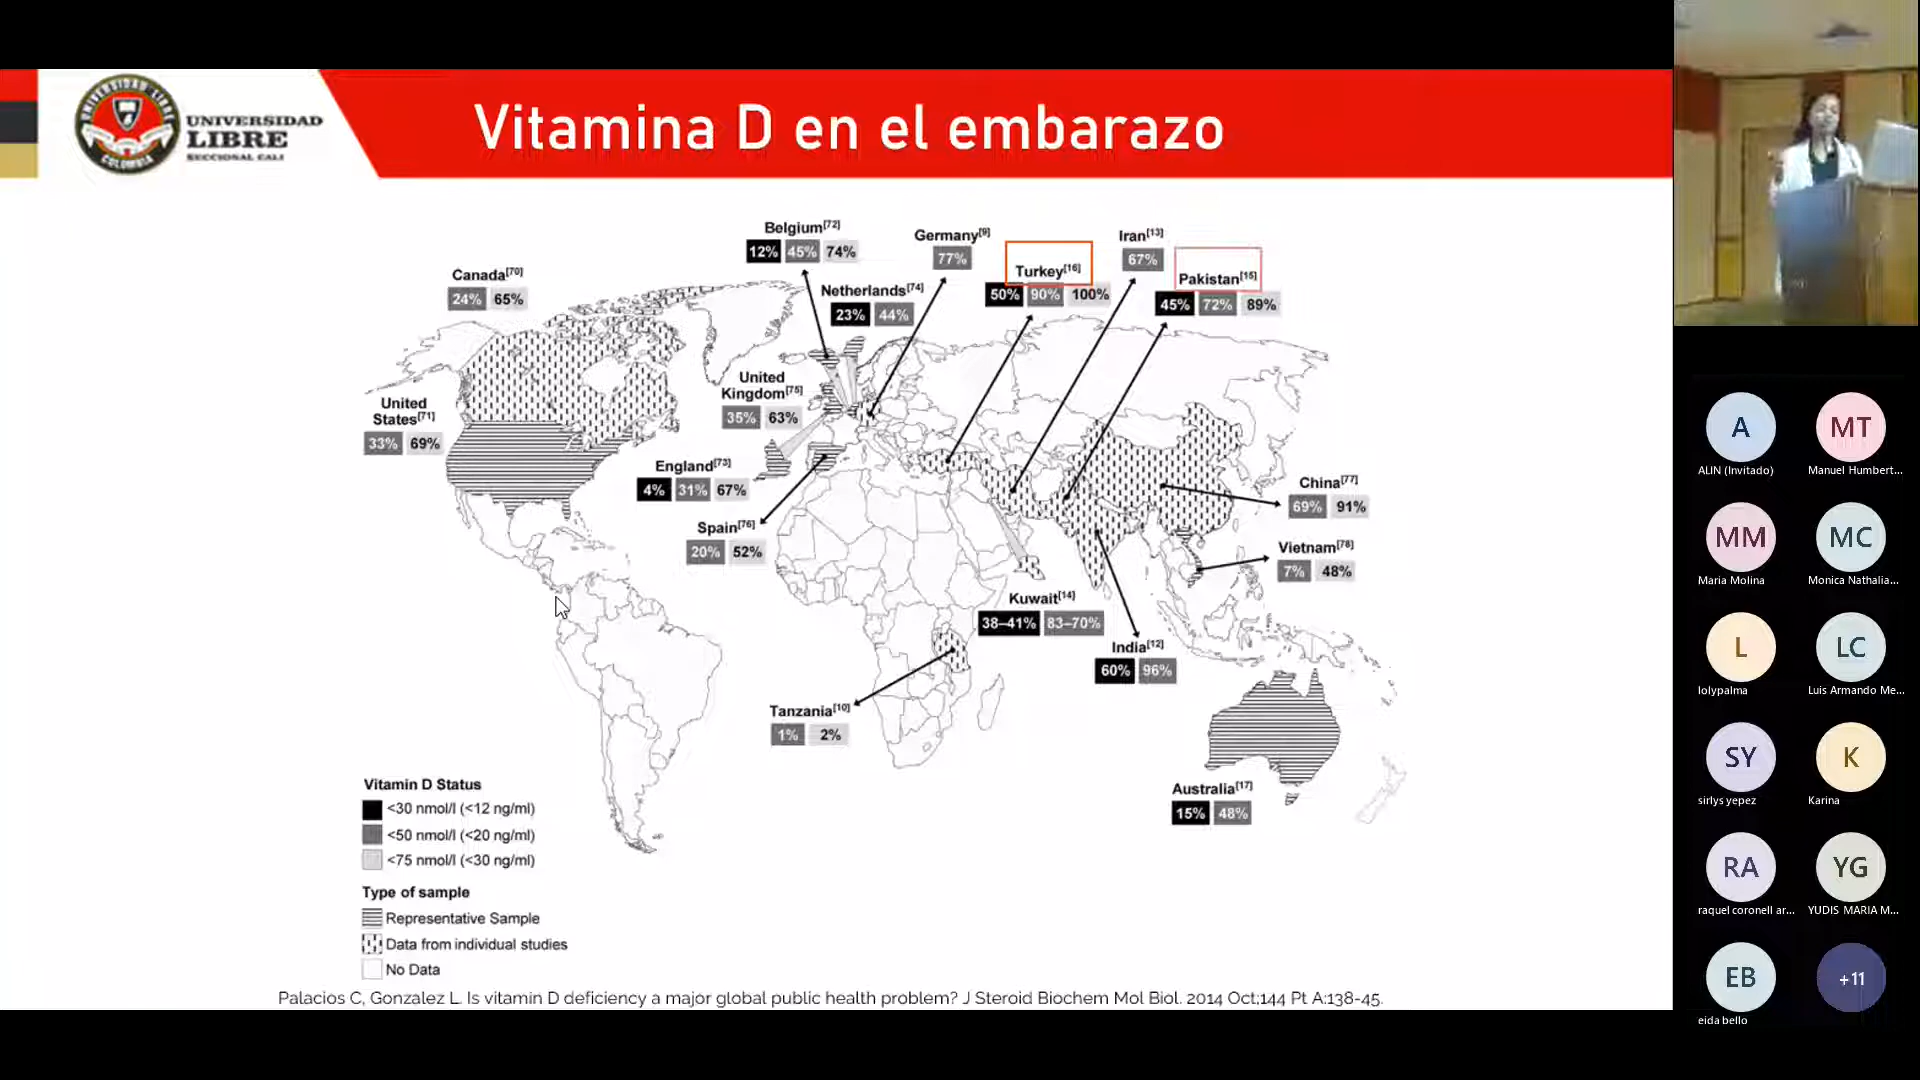 UNIVERSIDAD LIBRE
COLOMBIA
UNIVERSIDAD
LIBRE
SECCIONAL CALI
Vitamina D en el embarazo
Belgium[72]
12% 45% 74%
Germany[9]
77%
Iran[13]
67%
Turkey[16]
50% 90% 100%
Pakistan[15]
45% 72% 89%
Canada[70]
24% 65%
Netherlands[74]
23% 44%
United
Kingdom[75]
35% 63%
United
States[71]
33% 69%
England[73]
4% 31% 67%
Spain[76]
20% 52%
China[77]
69% 91%
Vietnam[78]
7% 48%
Kuwait[14]
38–41% 83–70%
India[12]
60% 96%
Tanzania[10]
1% 2%
Australia[17]
15% 48%
Vitamin D Status
<30 nmol/l (<12 ng/ml)
<50 nmol/l (<20 ng/ml)
<75 nmol/l (<30 ng/ml)
Type of sample
Representative Sample
Data from individual studies
No Data
Palacios C, Gonzalez L. Is vitamin D deficiency a major global public health problem? J Steroid Biochem Mol Biol. 2014 Oct;144 Pt A:138-45.
A
ALIN (Invitado)
MT
Manuel Humbert...
MM
Maria Molina
MC
Monica Nathalia...
L
lolypalma
LC
Luis Armando Me...
SY
sirlys yepez
K
Karina
RA
raquel coronell ar...
YG
YUDIS MARIA M...
EB
eida bello
+11